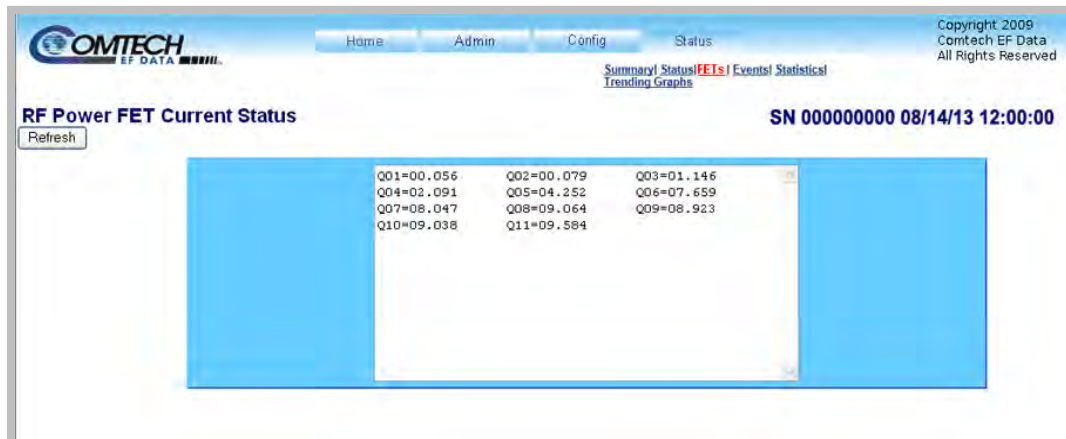 COMTECH
EF DATA
Home Admin Config Status
Copyright 2009
Comtech EF Data
All Rights Reserved
Summary| Status|FETs | Events| Statistics|
Trending Graphs
RF Power FET Current Status
SN 000000000 08/14/13 12:00:00
Refresh
Q01=00.056 Q02=00.079 Q03=01.146
Q04=02.091 Q05=04.252 Q06=07.659
Q07=08.047 Q08=09.064 Q09=08.923
Q10=09.038 Q11=09.584